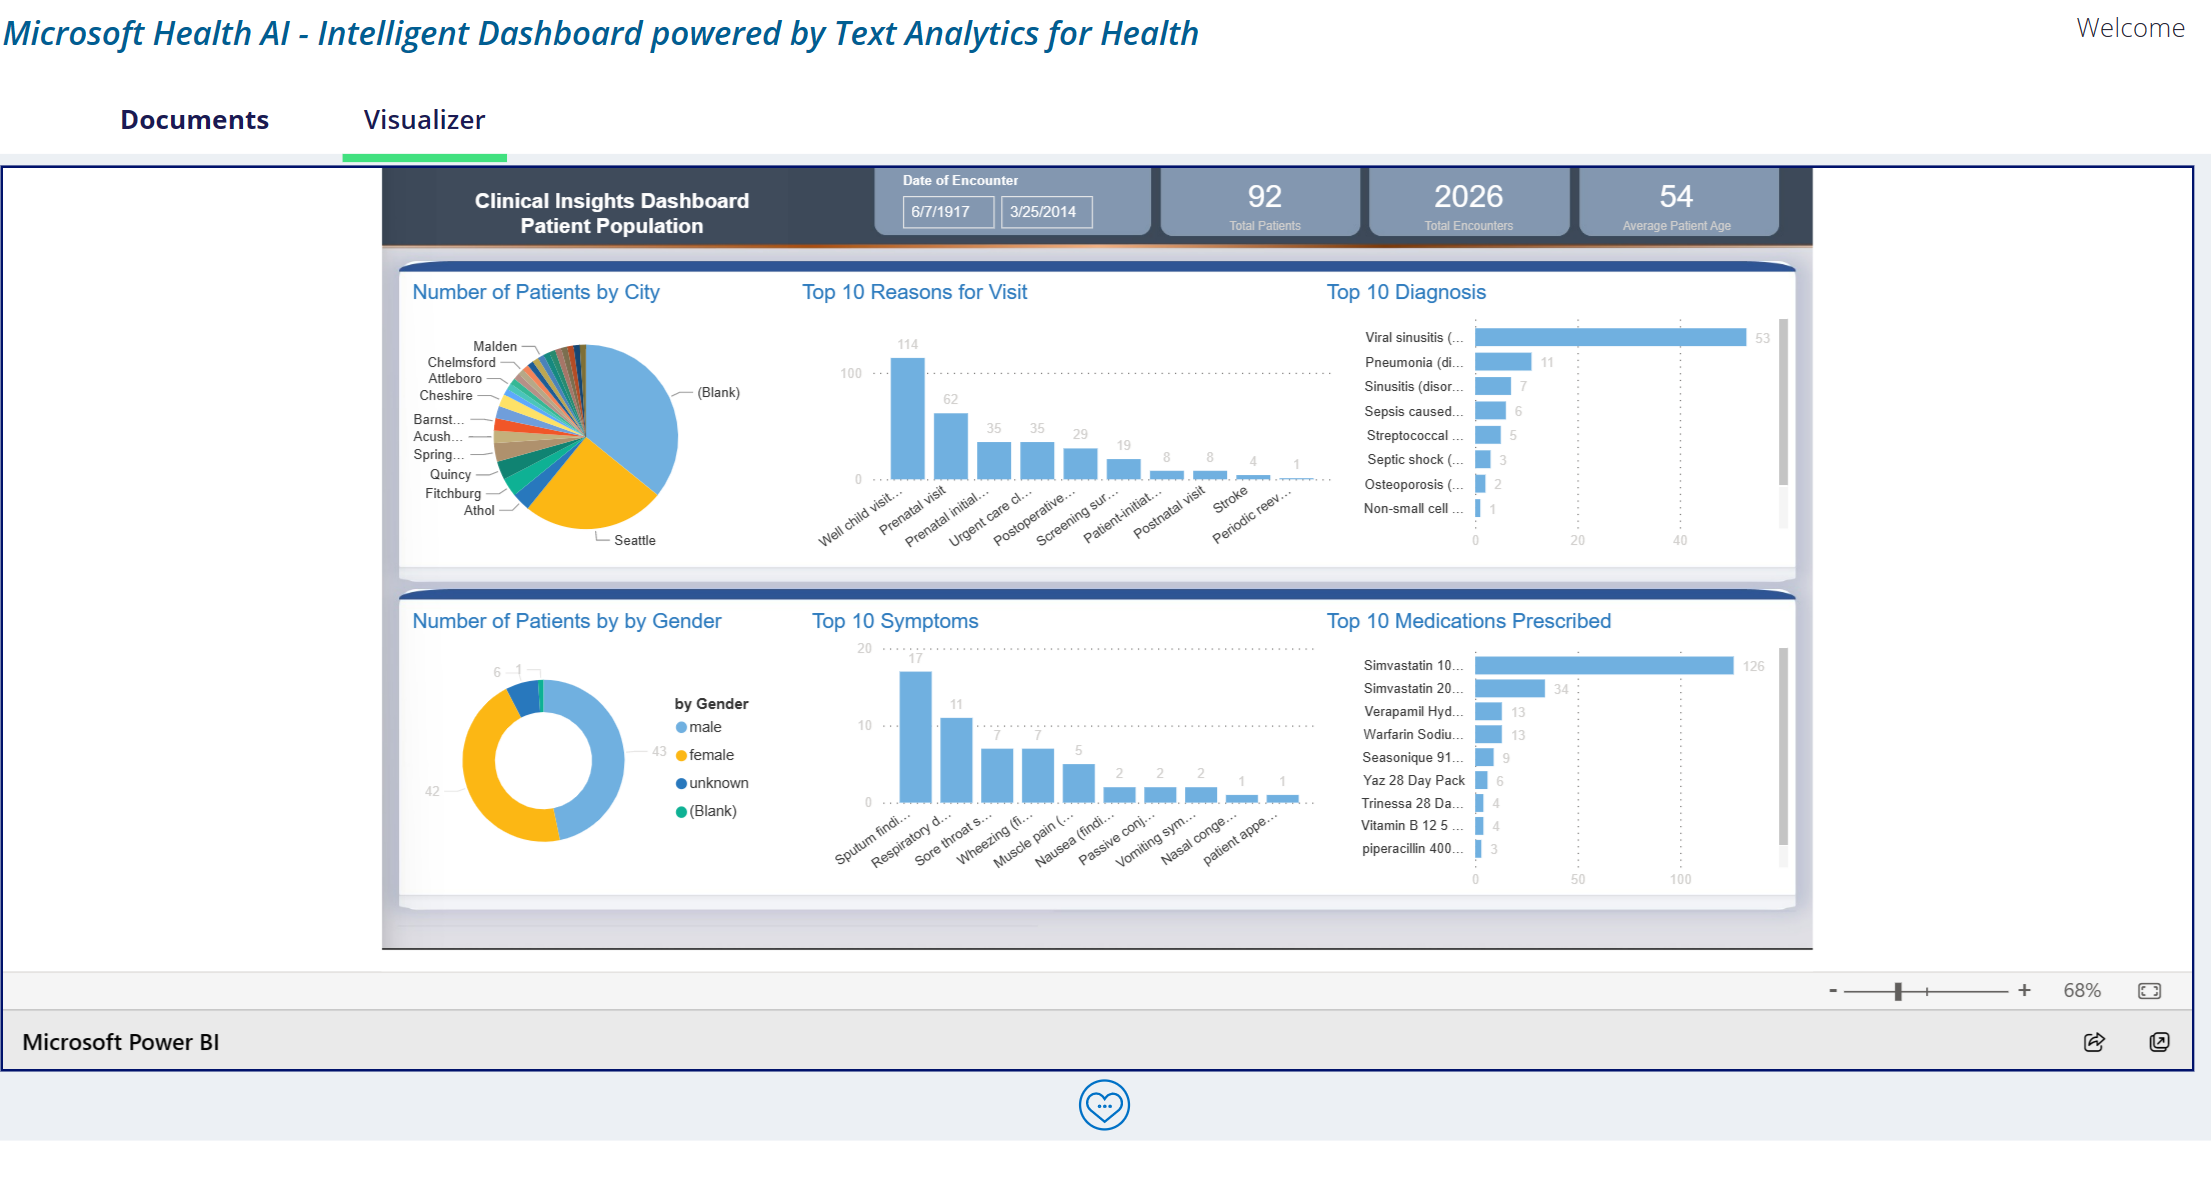 Microsoft Health AI - Intelligent Dashboard powered by Text Analytics for Health
Welcome
Documents
Visualizer
Clinical Insights Dashboard
Patient Population
Date of Encounter
6/7/1917
3/25/2014
92
Total Patients
2026
Total Encounters
54
Average Patient Age
Number of Patients by City
Malden
Chelmsford
Attleboro
Cheshire
Barnst...
Acush...
Spring...
Quincy
Fitchburg
Athol
(Blank)
Seattle
Top 10 Reasons for Visit
100
0
114
62
35
35
29
19
8
8
4
1
Well child visit...
Prenatal visit
Prenatal initial...
Urgent care cl...
Postoperative...
Screening sur...
Patient-initiat...
Postnatal visit
Stroke
Periodic reev...
Top 10 Diagnosis
Viral sinusitis (... 53
Pneumonia (di... 11
Sinusitis (disor... 7
Sepsis caused... 6
Streptococcal ... 5
Septic shock (... 3
Osteoporosis (... 2
Non-small cell ... 1
0 20 40
Number of Patients by by Gender
6 1
43
42
by Gender
male
female
unknown
(Blank)
Top 10 Symptoms
20
10
0
17
11
7
7
5
2
2
2
1
1
Sputum findi...
Respiratory d...
Sore throat s...
Wheezing (fi...
Muscle pain (...
Nausea (findi...
Passive conj...
Vomiting sym...
Nasal conge...
patient appe...
Top 10 Medications Prescribed
Simvastatin 10... 126
Simvastatin 20... 34
Verapamil Hyd... 13
Warfarin Sodiu... 13
Seasonique 91... 9
Yaz 28 Day Pack 6
Trinessa 28 Da... 4
Vitamin B 12 5 ... 4
piperacillin 400... 3
0 50 100
- + 68%
Microsoft Power BI